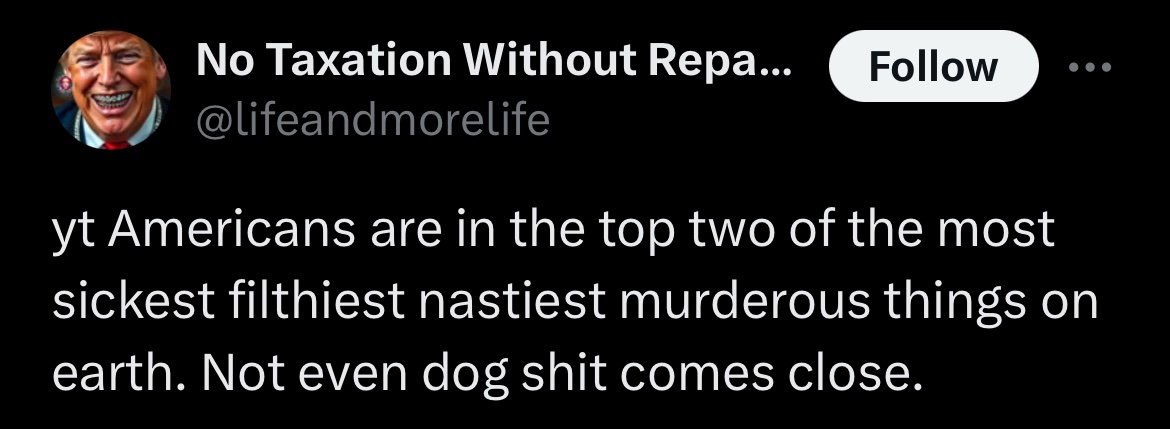 No Taxation Without Repa...
Follow
@lifeandmorelife
yt Americans are in the top two of the most
sickest filthiest nastiest murderous things on
earth. Not even dog shit comes close.